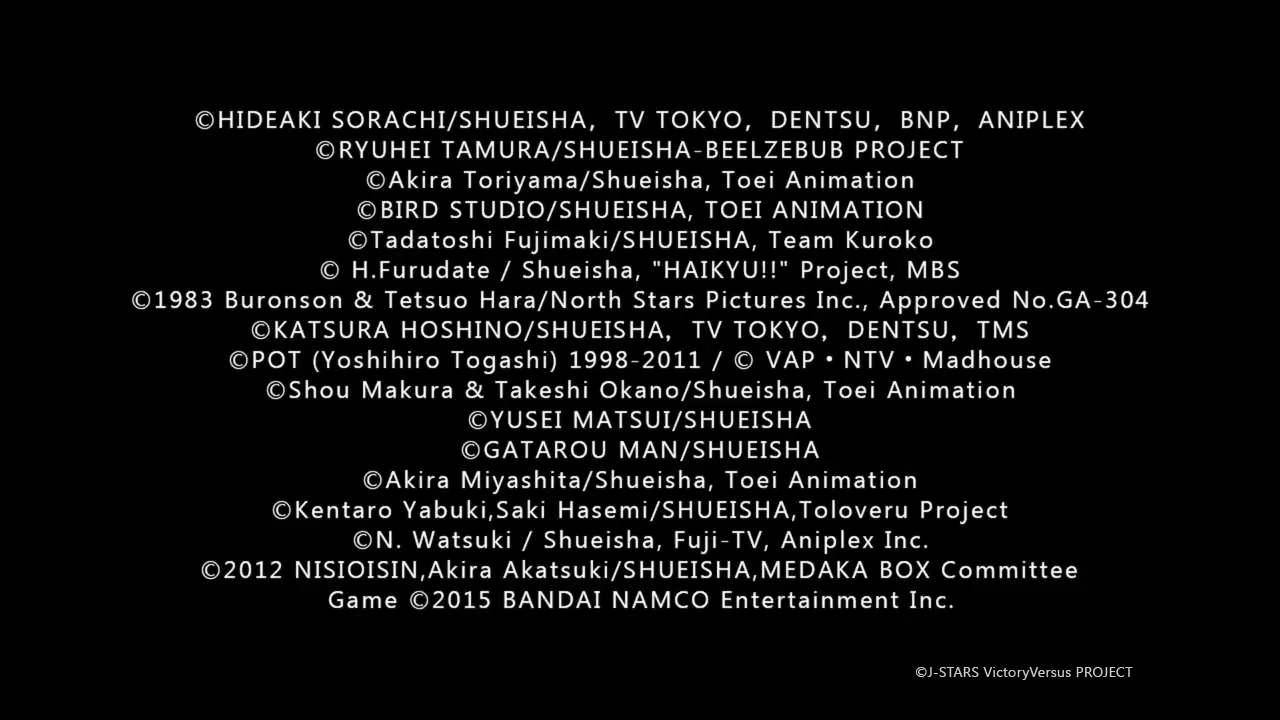 ©HIDEAKI SORACHI/SHUEISHA, TV TOKYO, DENTSU, BNP, ANIPLEX
©RYUHEI TAMURA/SHUEISHA-BEELZEBUB PROJECT
©Akira Toriyama/Shueisha, Toei Animation
©BIRD STUDIO/SHUEISHA, TOEI ANIMATION
©Tadatoshi Fujimaki/SHUEISHA, Team Kuroko
© H.Furudate / Shueisha, "HAIKYU!!" Project, MBS
©1983 Buronson & Tetsuo Hara/North Stars Pictures Inc., Approved No.GA-304
©KATSURA HOSHINO/SHUEISHA, TV TOKYO, DENTSU, TMS
©POT (Yoshihiro Togashi) 1998-2011 / © VAP・NTV・Madhouse
©Shou Makura & Takeshi Okano/Shueisha, Toei Animation
©YUSEI MATSUI/SHUEISHA
©GATAROU MAN/SHUEISHA
©Akira Miyashita/Shueisha, Toei Animation
©Kentaro Yabuki,Saki Hasemi/SHUEISHA,Toloveru Project
©N. Watsuki / Shueisha, Fuji-TV, Aniplex Inc.
©2012 NISIOISIN,Akira Akatsuki/SHUEISHA,MEDAKA BOX Committee
Game ©2015 BANDAI NAMCO Entertainment Inc.
©J-STARS VictoryVersus PROJECT